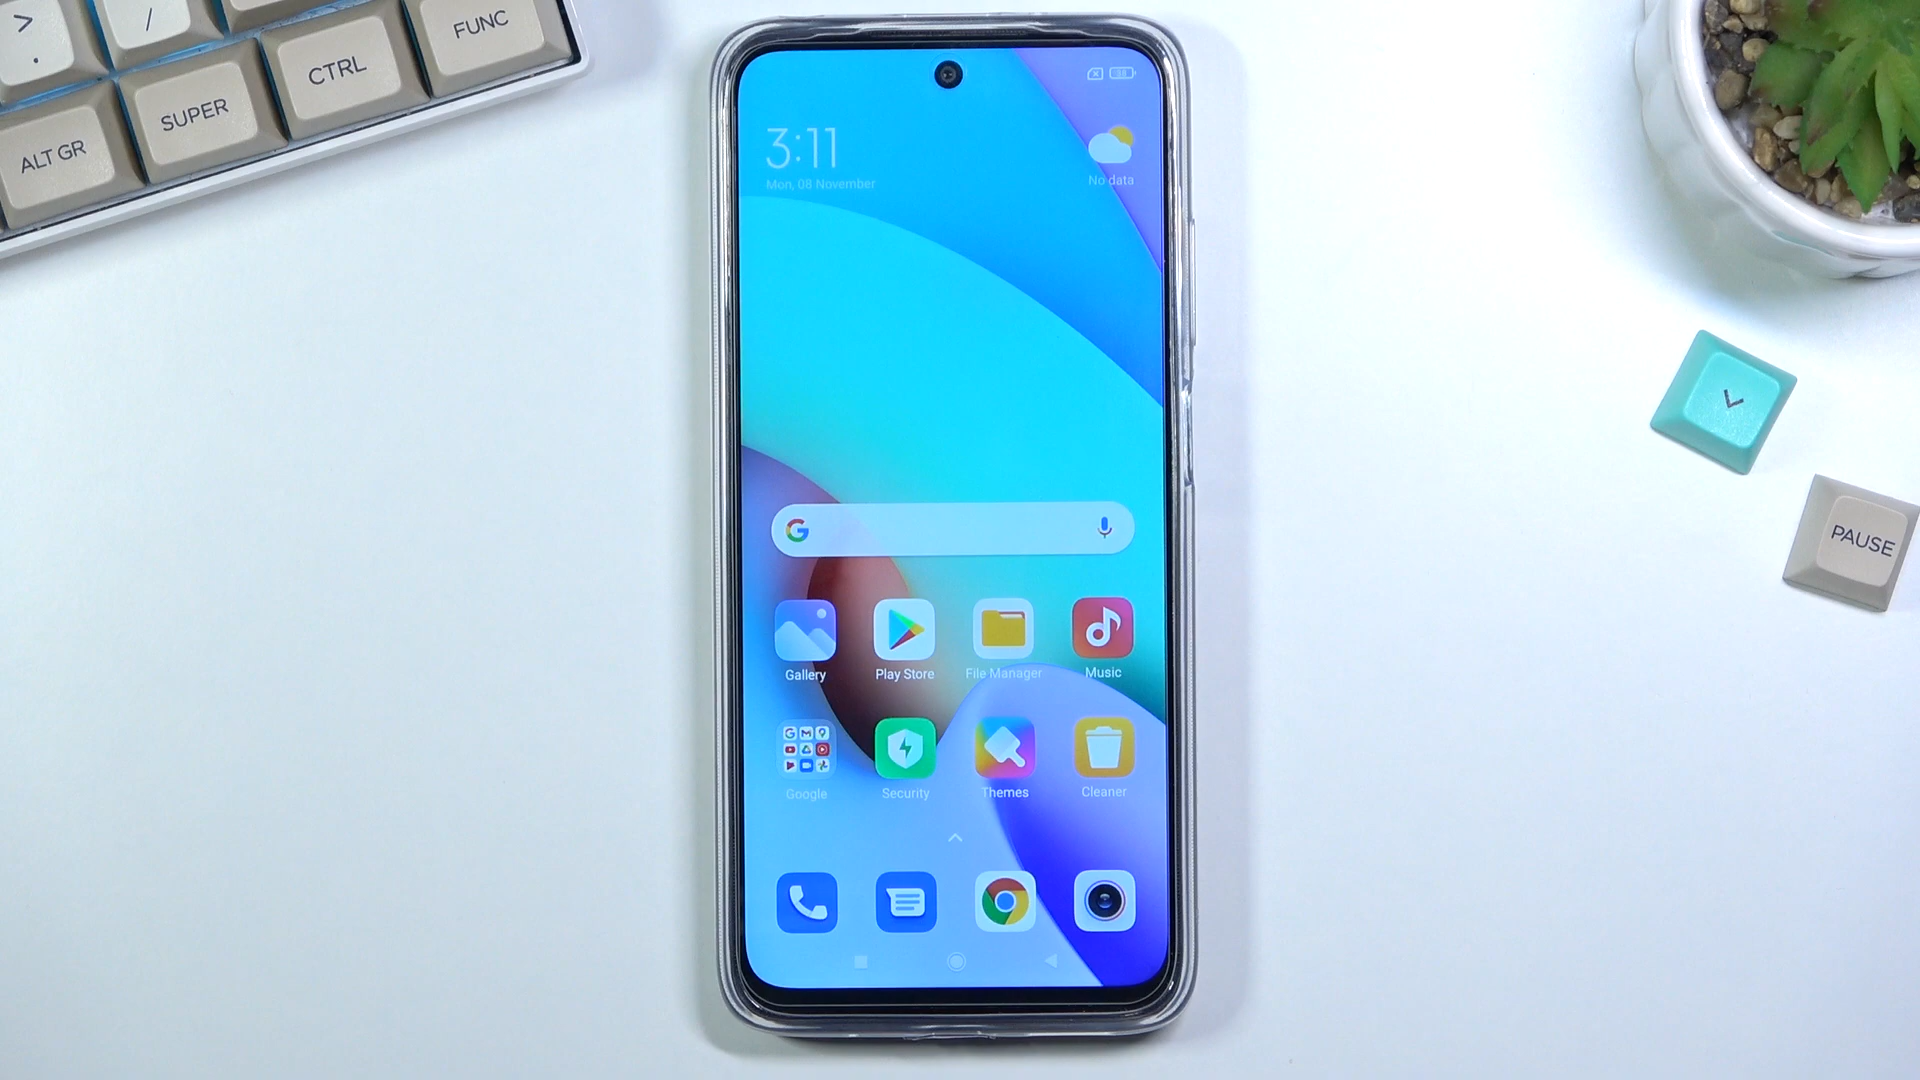 > .
/
FUNC
CTRL
SUPER
ALT GR
3:11
Mon, 08 November
No data
G
Gallery
Play Store
File Manager
Music
Google
Security
Themes
Cleaner
PAUSE